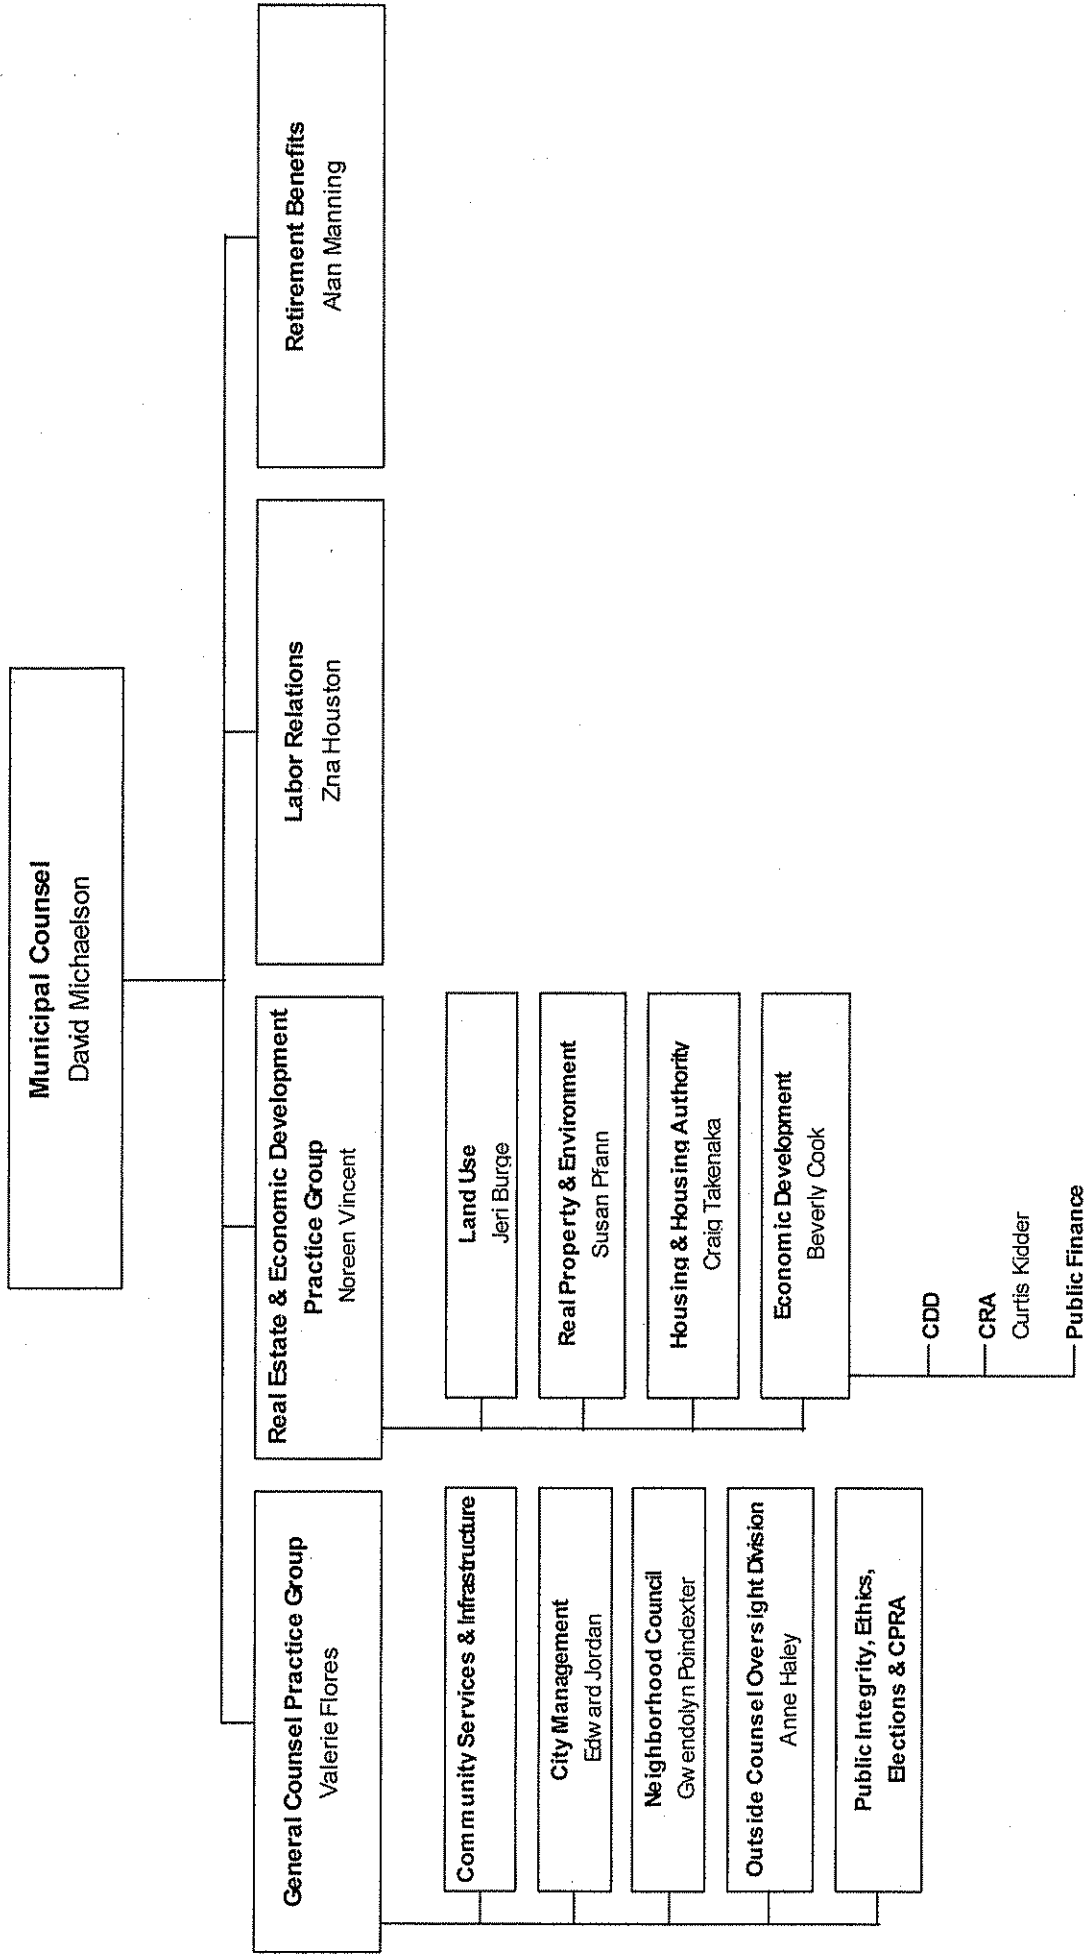 Municipal Counsel
David Michaelson
General Counsel Practice Group
Valerie Flores
Community Services & Infrastructure
City Management
Edward Jordan
Neighborhood Council
Gwendolyn Poindexter
Outside Counsel Oversight Division
Anne Haley
Public Integrity, Ethics,
Elections & CPRA
Real Estate & Economic Development
Practice Group
Noreen Vincent
Land Use
Jeri Burge
Real Property & Environment
Susan Pfann
Housing & Housing Authority
Craig Takenaka
Economic Development
Beverly Cook
CDD
CRA
Curtis Kidder
Public Finance
Labor Relations
Zna Houston
Retirement Benefits
Alan Manning